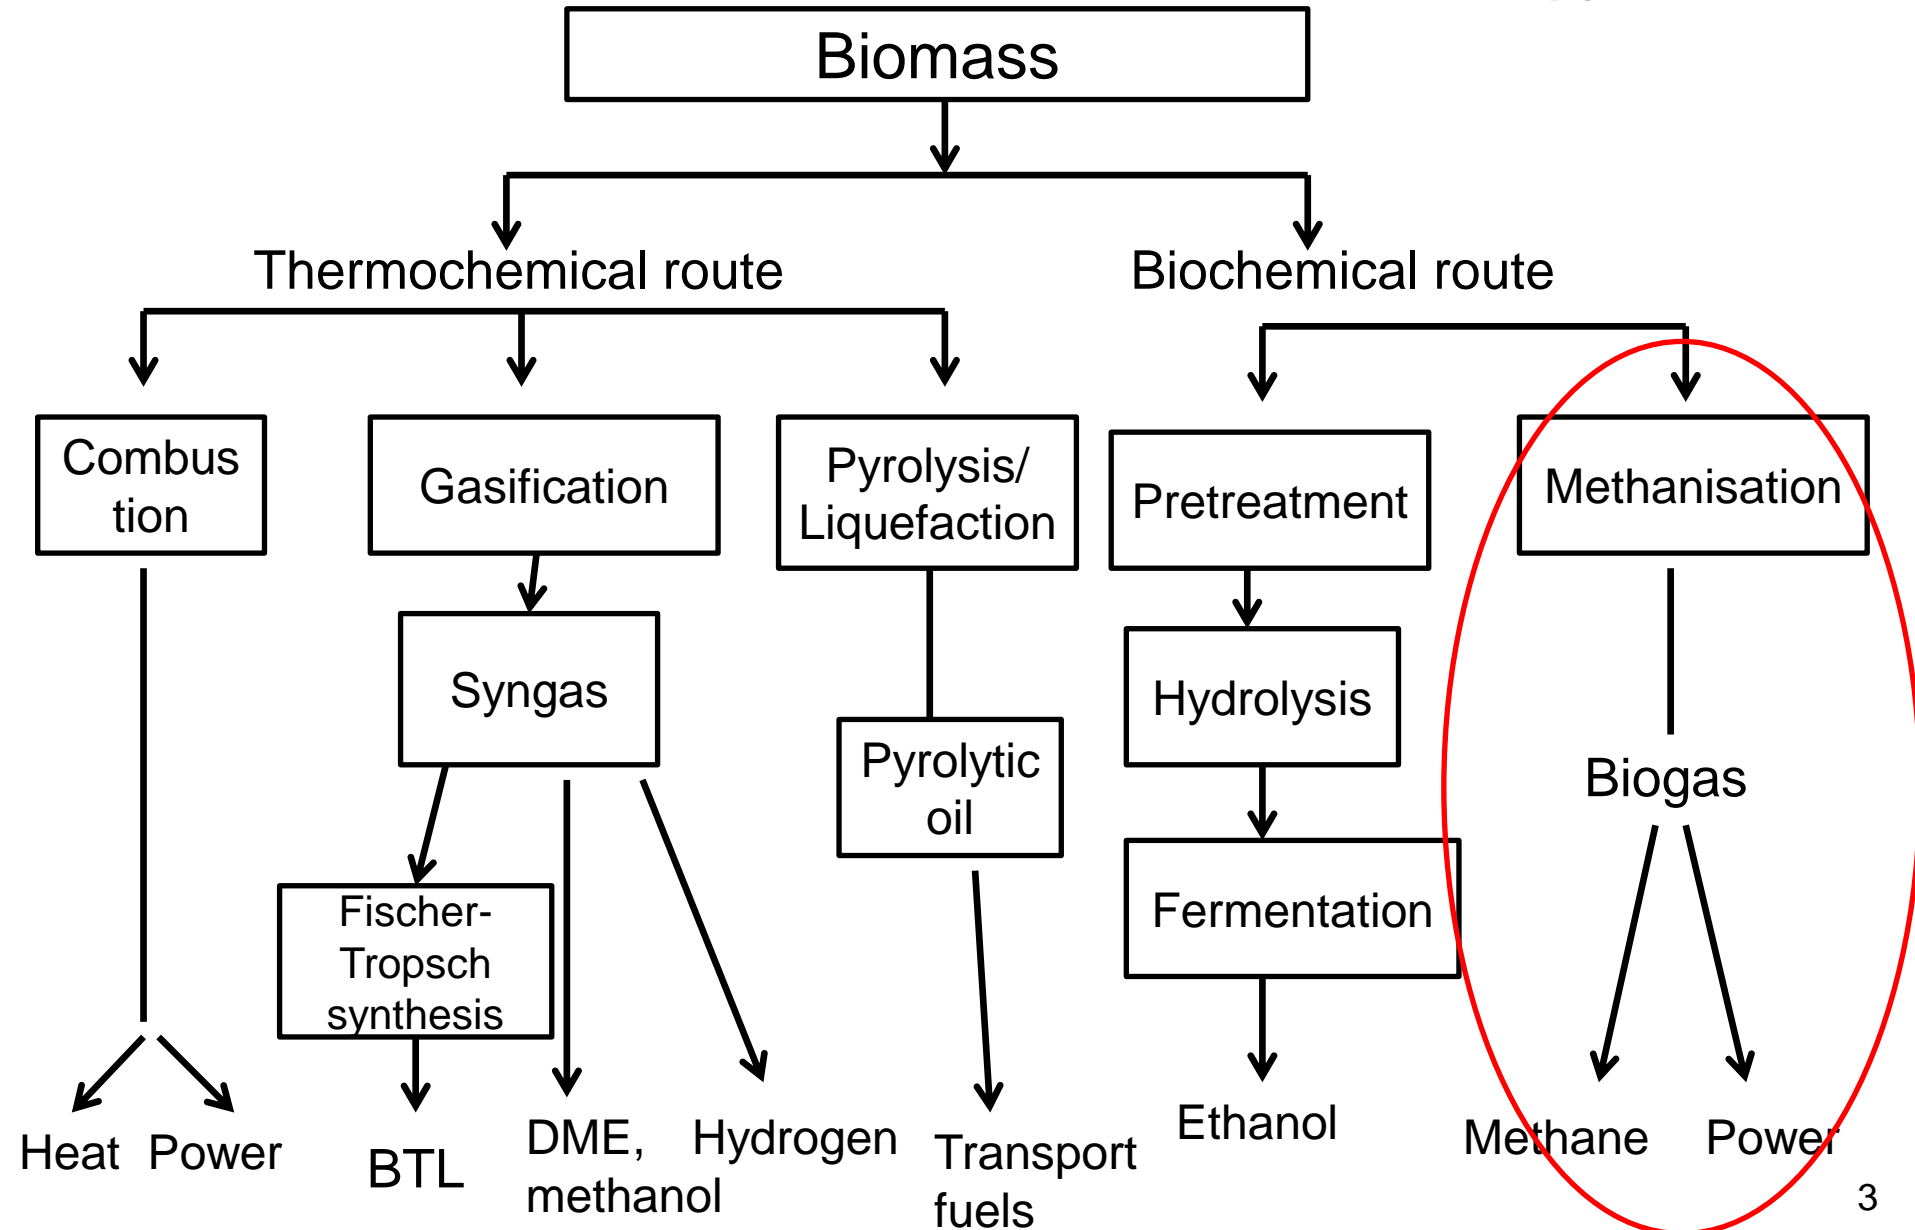 Biomass
Thermochemical route
Biochemical route
Combus
tion
Gasification
Pyrolysis/
Liquefaction
Pretreatment
Methanisation
Syngas
Hydrolysis
Pyrolytic
oil
Biogas
Fischer-
Tropsch
synthesis
Fermentation
Heat
Power
BTL
DME,
methanol
Hydrogen
Transport
fuels
Ethanol
Methane
Power
3